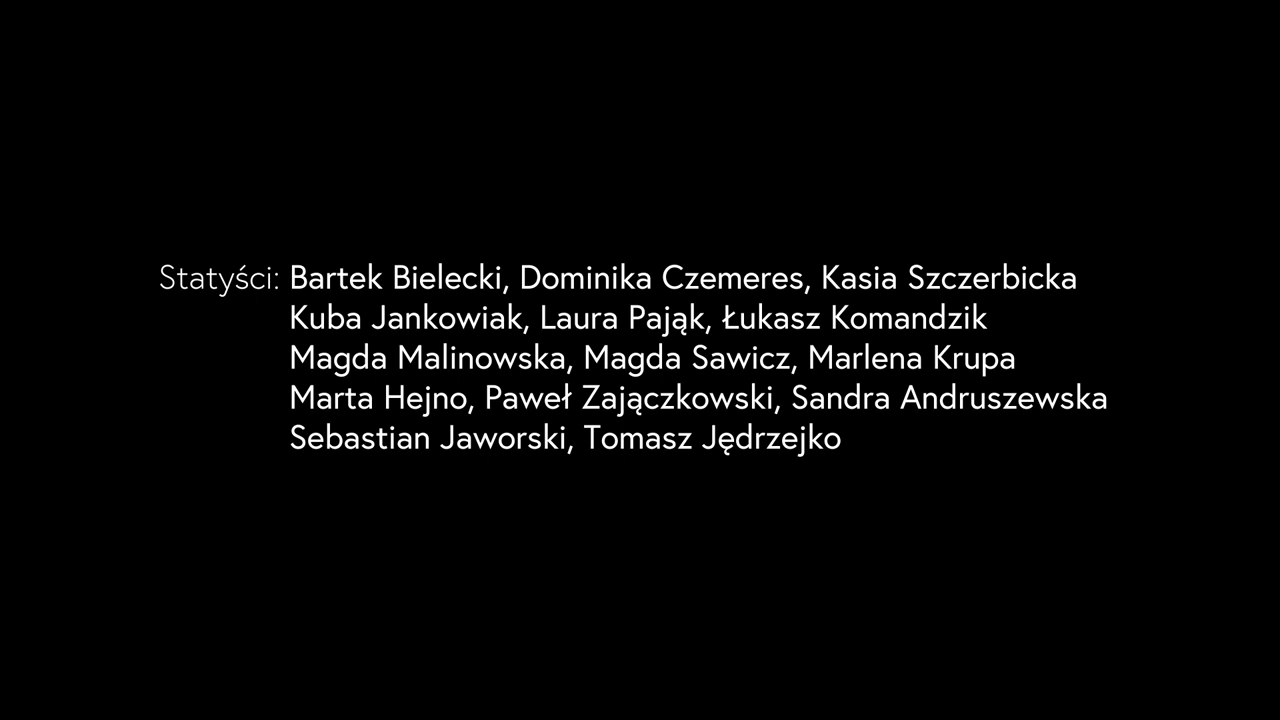 Statyści: Bartek Bielecki, Dominika Czemeres, Kasia Szczerbicka
Kuba Jankowiak, Laura Pająk, Łukasz Komandzik
Magda Malinowska, Magda Sawicz, Marlena Krupa
Marta Hejno, Paweł Zajączkowski, Sandra Andruszewska
Sebastian Jaworski, Tomasz Jędrzejko